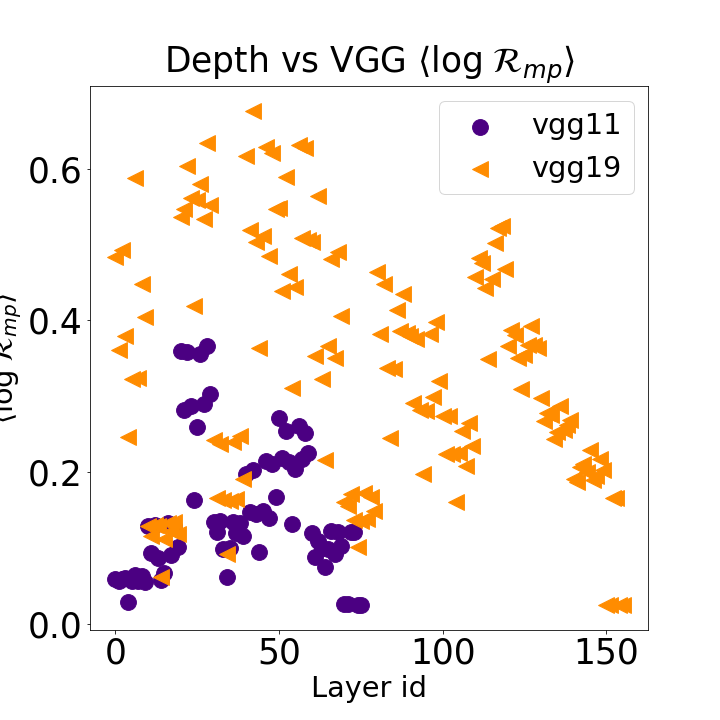 Depth vs VGG ⟨log ℛ_mp⟩
vgg11
vgg19
⟨log ℛ_mp⟩
0.6
0.4
0.2
0.0
0 50 100 150
Layer id